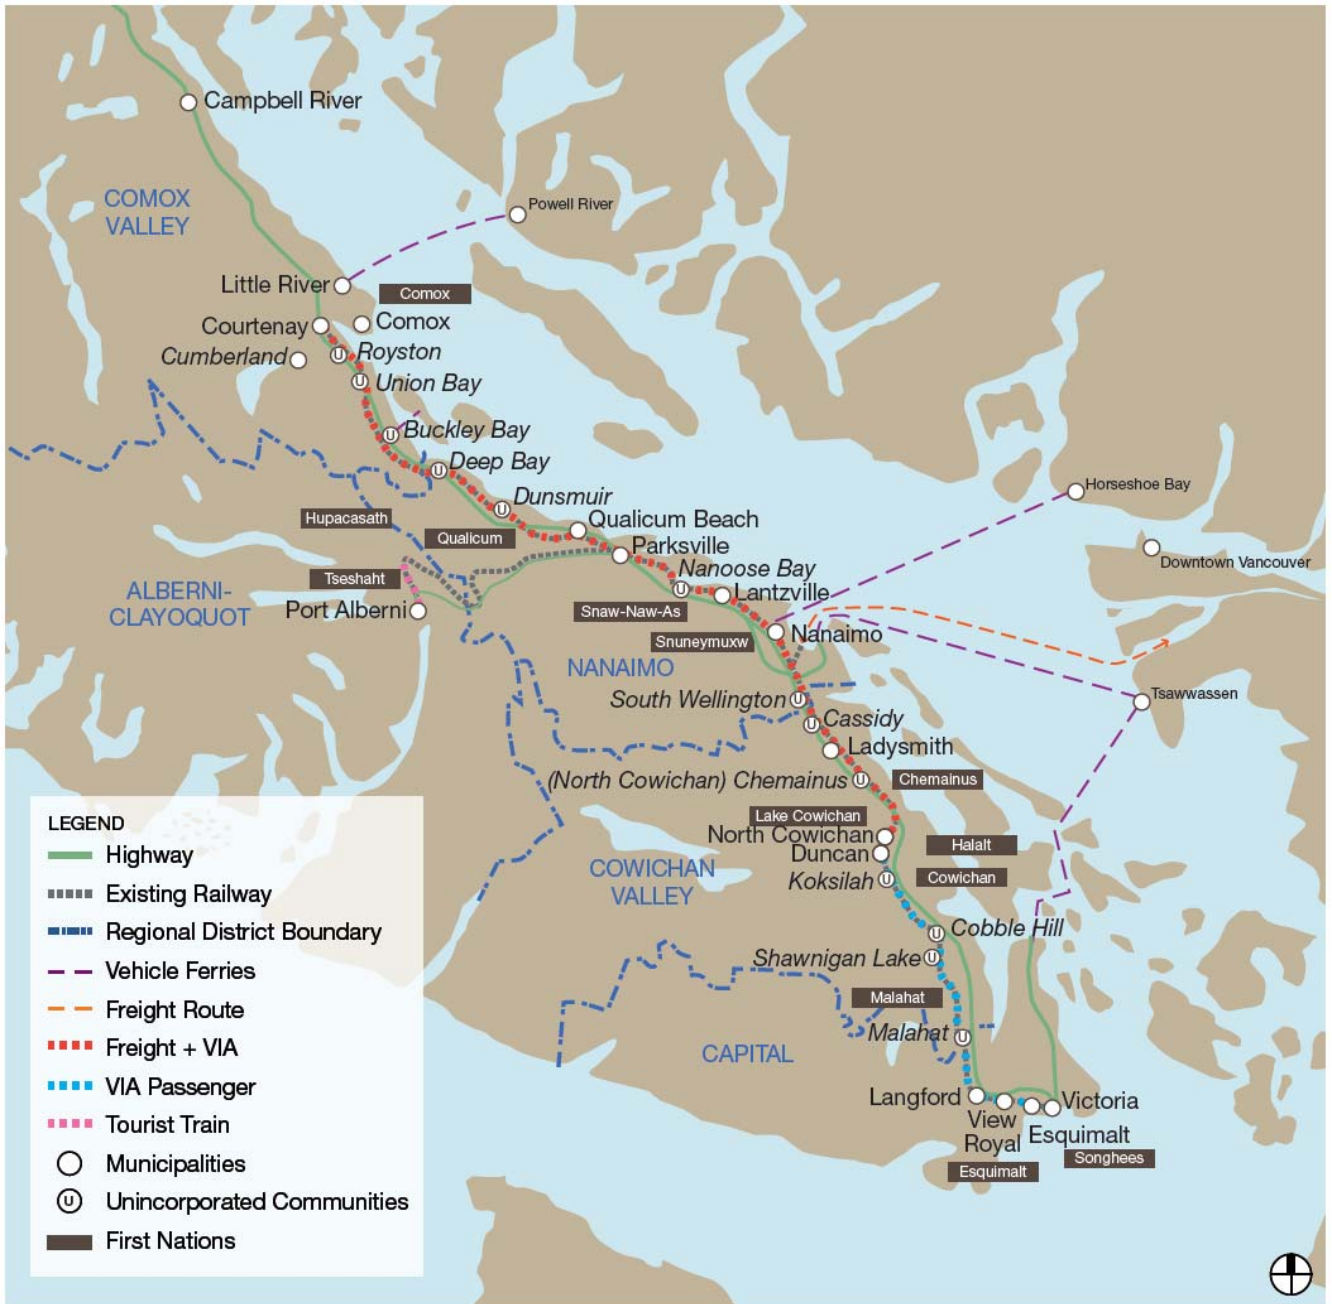 Campbell River
COMOX
VALLEY
Powell River
Little River
Comox
Courtenay
Comox
Cumberland
Royston
Union Bay
Buckley Bay
Deep Bay
Horseshoe Bay
Dunsmuir
Hupacasath
Qualicum Beach
Qualicum
Parksville
Downtown Vancouver
Nanoose Bay
Tseshaht
ALBERNI-
CLAYOQUOT
Lantzville
Port Alberni
Snaw-Naw-As
Nanaimo
Snuneymuxw
NANAIMO
Tsawwassen
South Wellington
Cassidy
Ladysmith
(North Cowichan) Chemainus
Chemainus
Lake Cowichan
North Cowichan
Halalt
Duncan
COWICHAN
VALLEY
Koksilah
Cowichan
Cobble Hill
Shawnigan Lake
Malahat
Malahat
CAPITAL
Langford
Victoria
View
Royal
Esquimalt
Songhees
Esquimalt
LEGEND
Highway
Existing Railway
Regional District Boundary
Vehicle Ferries
Freight Route
Freight + VIA
VIA Passenger
Tourist Train
Municipalities
U Unincorporated Communities
First Nations